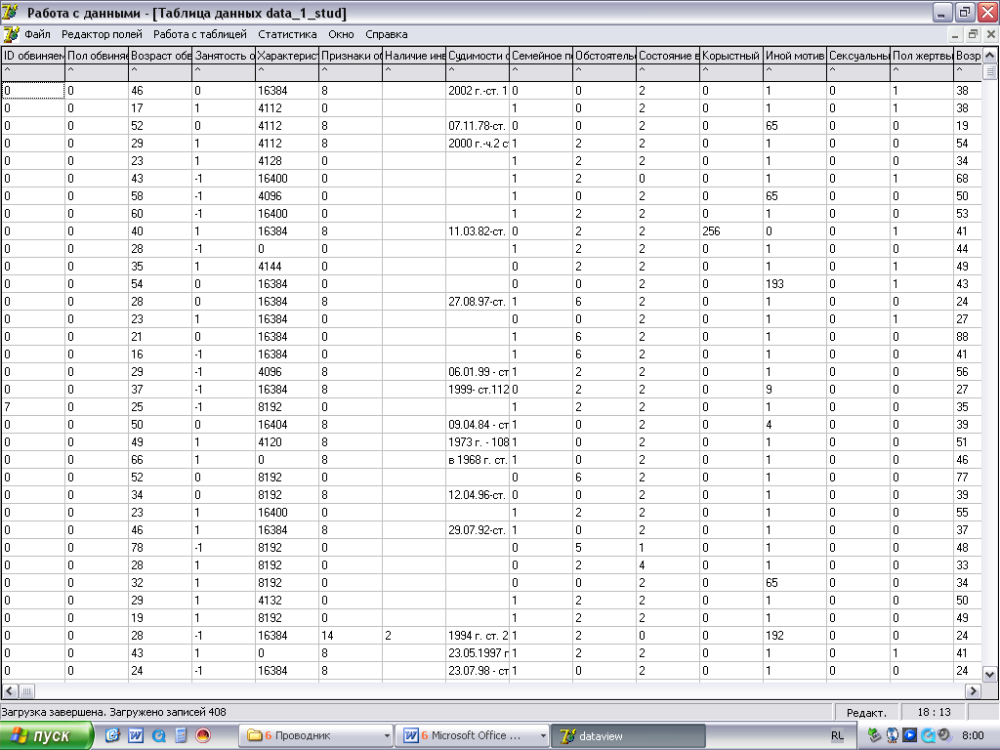 Работа с данными - [Таблица данных data_1_stud]
Файл Редактор полей Работа с таблицей Статистика Окно Справка
ID обвиняем Пол обвиня Возраст обв Занятость о Характерист Признаки об Наличие инв Судимости о Семейное по Обстоятель Состояние в Корыстный Иной мотив Сексуальны Пол жертвы Возр
^ ^ ^ ^ ^ ^ ^ ^ ^ ^ ^ ^ ^ ^ ^ ^
0 0 46 0 16384 8 2002 г.-ст. 1 0 0 2 0 1 0 1 38
0 0 17 1 4112 0 1 0 2 0 1 0 1 38
0 0 52 0 4112 8 07.11.78-ст. 0 0 2 0 65 0 0 19
0 0 29 1 4112 8 2000 г.-ч.2 с 1 2 2 0 1 0 0 54
0 0 23 1 4128 0 1 2 2 0 1 0 0 34
0 0 43 -1 16400 0 1 2 0 0 1 0 1 68
0 0 58 -1 4096 0 1 0 2 0 65 0 0 50
0 0 60 -1 16400 0 1 2 2 0 1 0 0 53
0 0 40 1 16384 8 11.03.82-ст. 0 2 2 256 0 0 1 41
0 0 28 -1 0 0 1 2 2 0 1 0 0 44
0 0 35 1 4144 0 0 2 2 0 1 0 1 49
0 0 54 0 16384 0 0 0 2 0 193 0 1 43
0 0 28 0 16384 8 27.08.97-ст. 1 6 2 0 1 0 0 24
0 0 23 1 16384 0 0 0 2 0 1 0 1 27
0 0 21 0 16384 0 1 6 2 0 1 0 0 88
0 0 16 -1 16384 0 1 6 2 0 1 0 0 41
0 0 29 -1 4096 8 06.01.99 - ст 1 2 2 0 1 0 0 56
0 0 37 -1 16384 8 1999- ст.112 0 2 2 0 9 0 0 27
7 0 25 -1 8192 0 1 2 2 0 1 0 0 35
0 0 50 0 16404 8 09.04.84 - ст 1 0 2 0 4 0 0 39
0 0 49 1 4120 8 1973 г. - 108 1 0 2 0 1 0 0 51
0 0 66 1 0 8 в 1968 г. ст. 1 0 2 0 1 0 0 46
0 0 52 0 8192 0 0 6 2 0 1 0 0 77
0 0 34 0 8192 8 12.04.96-ст. 0 0 2 0 1 0 0 39
0 0 23 1 16400 0 1 2 2 0 1 0 0 55
0 0 46 1 16384 8 29.07.92-ст. 1 0 2 0 1 0 0 37
0 0 78 -1 8192 0 0 5 1 0 1 0 0 48
0 0 28 1 8192 0 0 2 4 0 1 0 0 33
0 0 32 1 8192 0 0 0 2 0 65 0 0 34
0 0 29 1 4132 0 1 2 2 0 1 0 0 50
0 0 19 1 8192 0 1 2 2 0 1 0 0 49
0 0 28 -1 16384 14 2 1994 г. ст. 2 1 2 0 0 192 0 0 24
0 0 43 1 0 8 23.05.1997 г 1 2 2 0 1 0 1 41
0 0 24 -1 16384 8 23.07.98 - ст 1 0 2 0 1 0 0 24
Загрузка завершена. Загружено записей 408 Редакт. 18 : 13
пуск 6 Проводник 6 Microsoft Office ... dataview RL 8:00